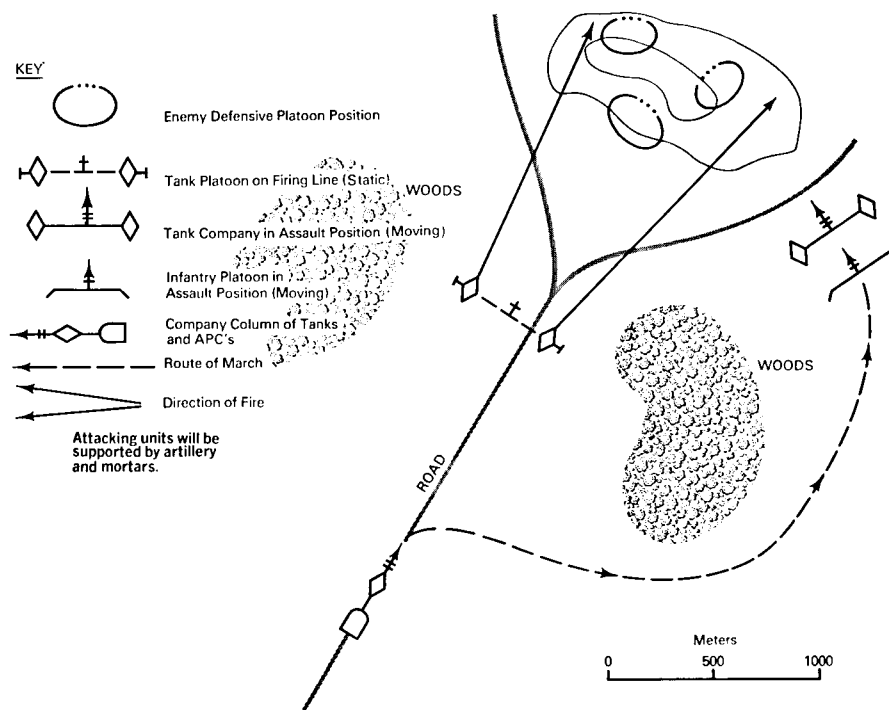 KEY
Enemy Defensive Platoon Position
Tank Platoon on Firing Line (Static)
Tank Company in Assault Position (Moving)
Infantry Platoon in
Assault Position (Moving)
Company Column of Tanks
and APC's
Route of March
Direction of Fire
Attacking units will be
supported by artillery
and mortars.
WOODS
WOODS
ROAD
Meters
0 500 1000